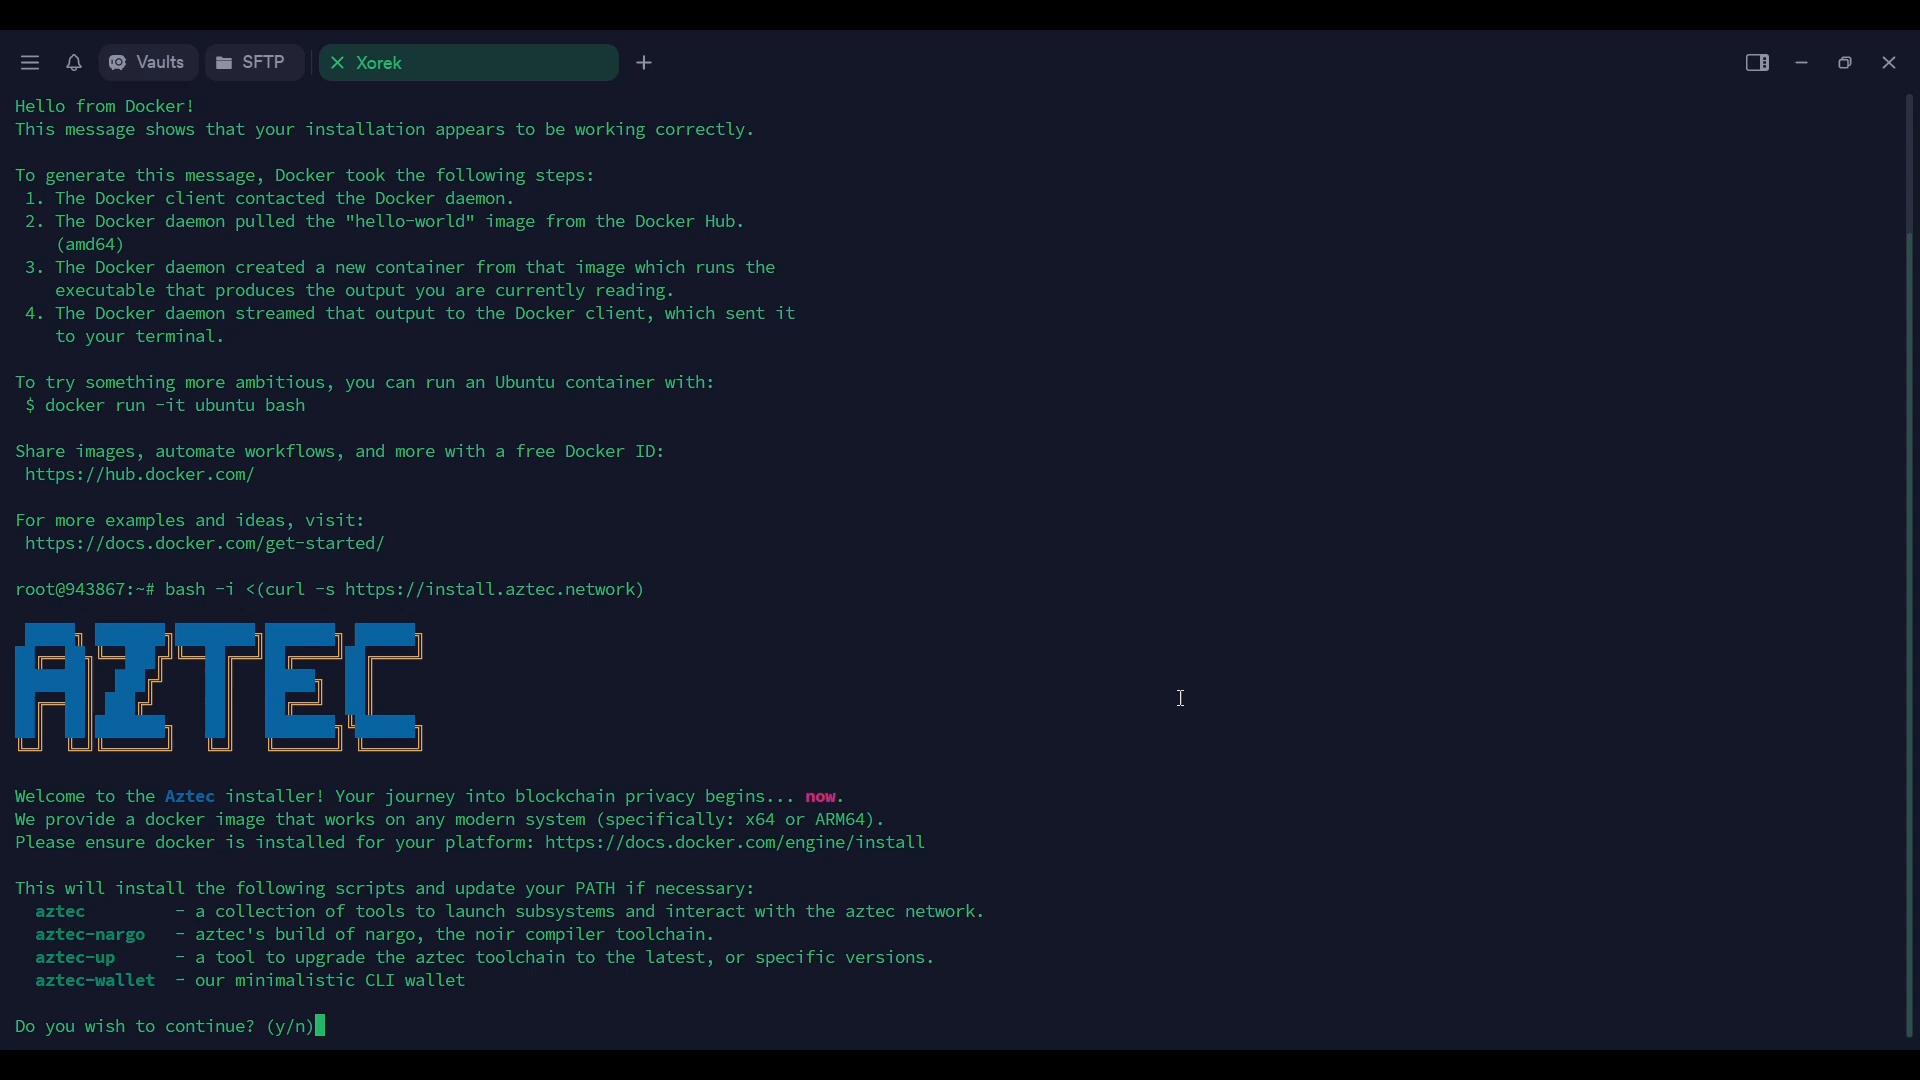 Vaults SFTP Xorek
Hello from Docker!
This message shows that your installation appears to be working correctly.
To generate this message, Docker took the following steps:
1. The Docker client contacted the Docker daemon.
2. The Docker daemon pulled the "hello-world" image from the Docker Hub.
(amd64)
3. The Docker daemon created a new container from that image which runs the
executable that produces the output you are currently reading.
4. The Docker daemon streamed that output to the Docker client, which sent it
to your terminal.
To try something more ambitious, you can run an Ubuntu container with:
$ docker run -it ubuntu bash
Share images, automate workflows, and more with a free Docker ID:
https://hub.docker.com/
For more examples and ideas, visit:
https://docs.docker.com/get-started/
root@943867:~# bash -i <(curl -s https://install.aztec.network)
AZTEC
Welcome to the Aztec installer! Your journey into blockchain privacy begins... now.
We provide a docker image that works on any modern system (specifically: x64 or ARM64).
Please ensure docker is installed for your platform: https://docs.docker.com/engine/install
This will install the following scripts and update your PATH if necessary:
aztec - a collection of tools to launch subsystems and interact with the aztec network.
aztec-nargo - aztec's build of nargo, the noir compiler toolchain.
aztec-up - a tool to upgrade the aztec toolchain to the latest, or specific versions.
aztec-wallet - our minimalistic CLI wallet
Do you wish to continue? (y/n)